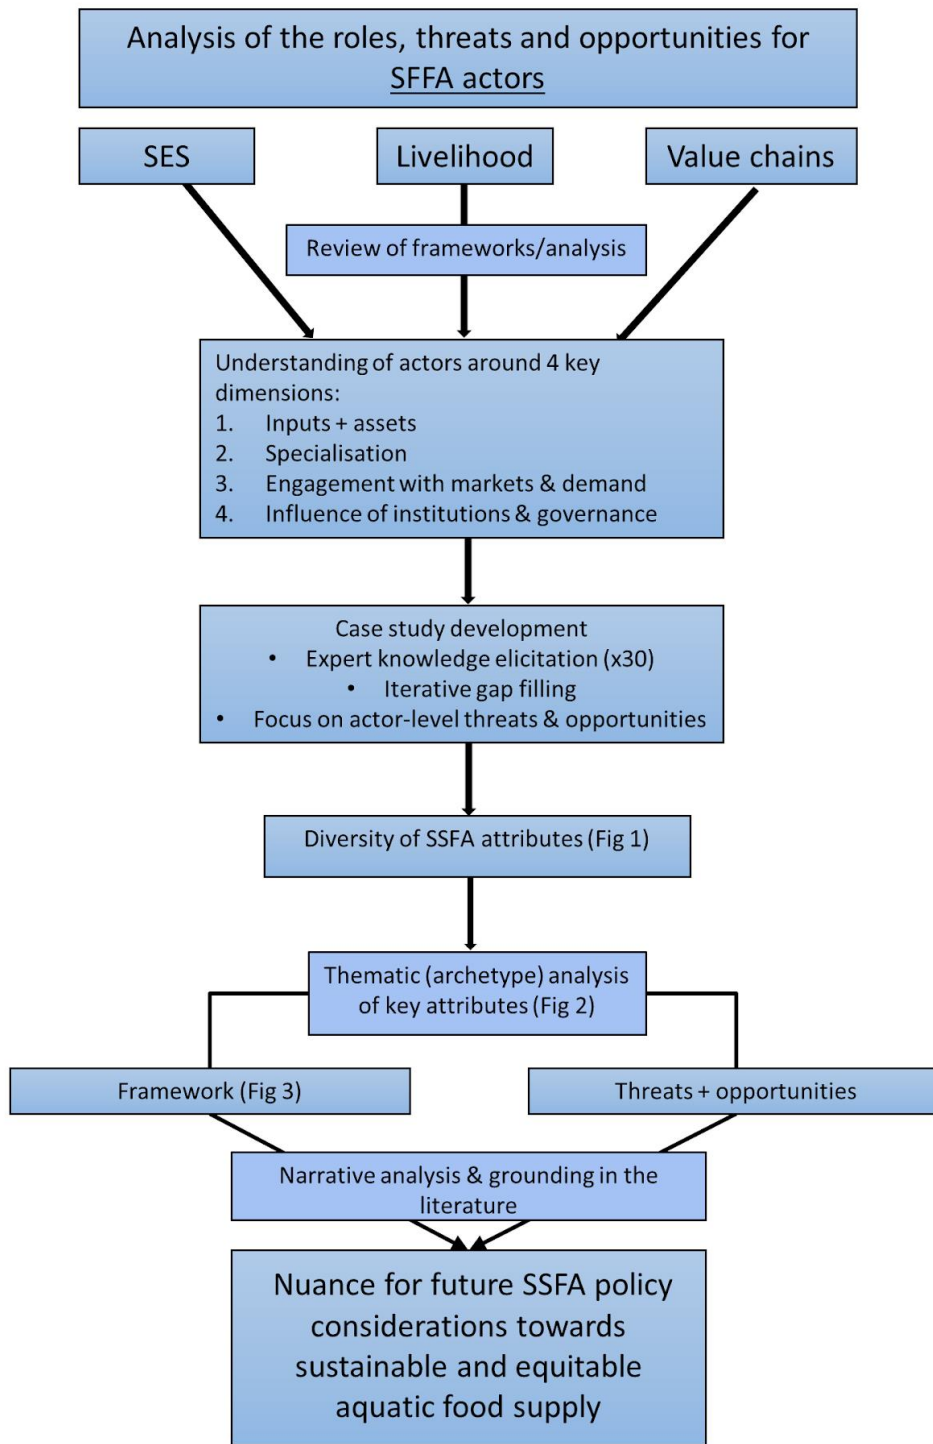 Analysis of the roles, threats and opportunities for
SFFA actors
SES
Livelihood
Value chains
Review of frameworks/analysis
Understanding of actors around 4 key
dimensions:
1. Inputs + assets
2. Specialisation
3. Engagement with markets & demand
4. Influence of institutions & governance
Case study development
• Expert knowledge elicitation (x30)
• Iterative gap filling
• Focus on actor-level threats & opportunities
Diversity of SSFA attributes (Fig 1)
Thematic (archetype) analysis
of key attributes (Fig 2)
Framework (Fig 3)
Threats + opportunities
Narrative analysis & grounding in the
literature
Nuance for future SSFA policy
considerations towards
sustainable and equitable
aquatic food supply